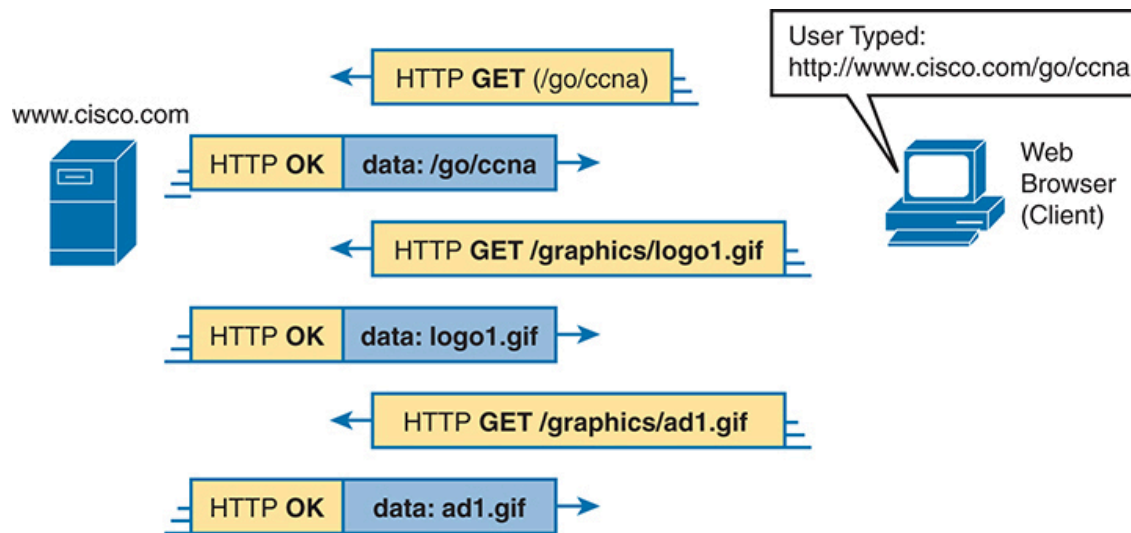 User Typed:
http://www.cisco.com/go/ccna
HTTP GET (/go/ccna)
www.cisco.com
HTTP OK data: /go/ccna
Web
Browser
(Client)
HTTP GET /graphics/logo1.gif
HTTP OK data: logo1.gif
HTTP GET /graphics/ad1.gif
HTTP OK data: ad1.gif